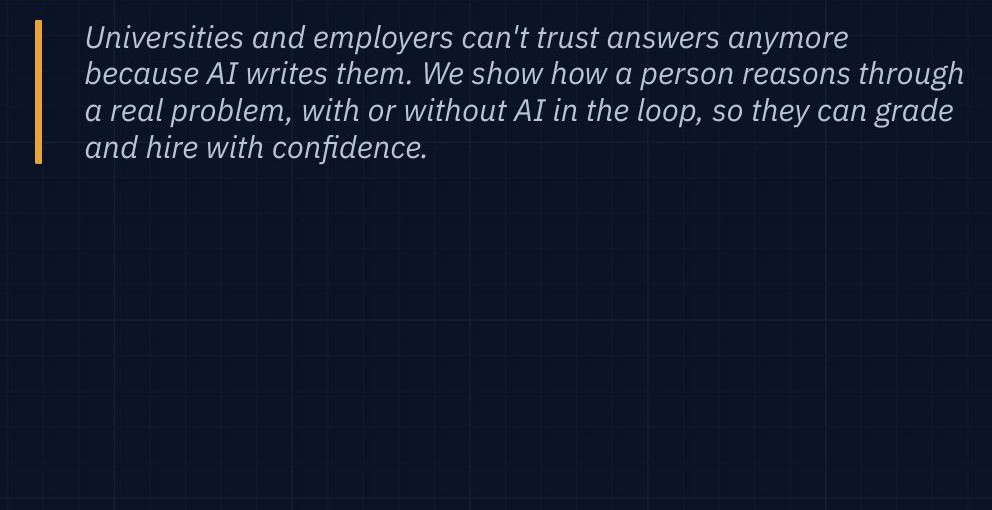 Universities and employers can't trust answers anymore
because AI writes them. We show how a person reasons through
a real problem, with or without AI in the loop, so they can grade
and hire with confidence.